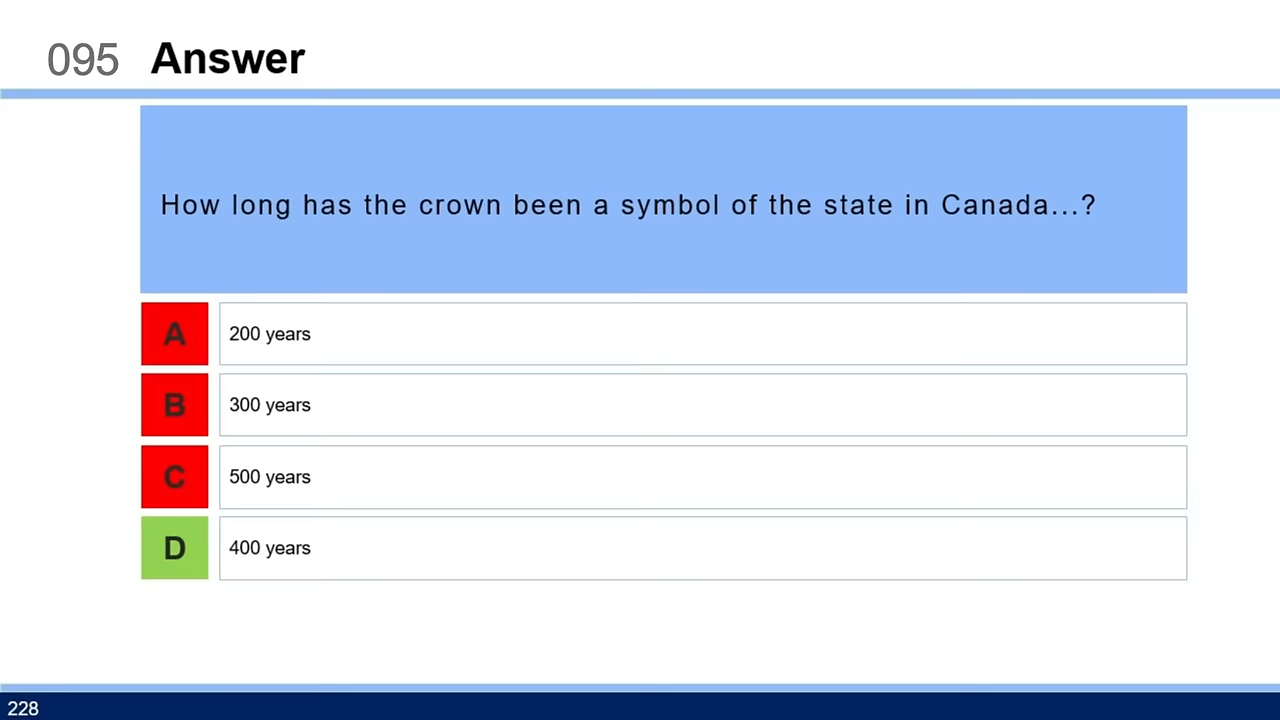 095 Answer
How long has the crown been a symbol of the state in Canada...?
A 200 years
B 300 years
C 500 years
D 400 years
228